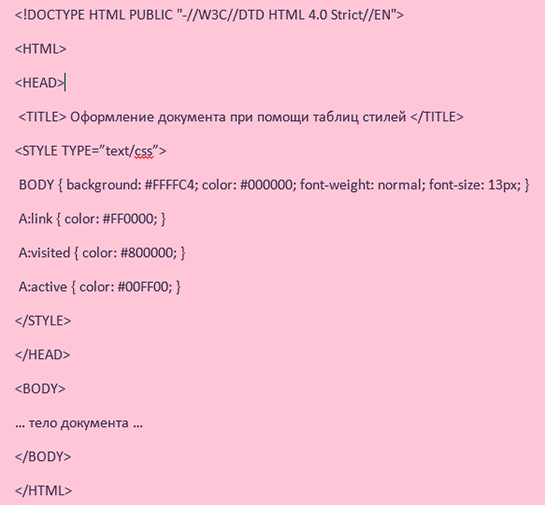 <!DOCTYPE HTML PUBLIC "-//W3C//DTD HTML 4.0 Strict//EN">
<HTML>
<HEAD>
<TITLE> Оформление документа при помощи таблиц стилей </TITLE>
<STYLE TYPE=”text/css”>
BODY { background: #FFFFC4; color: #000000; font-weight: normal; font-size: 13px; }
A:link { color: #FF0000; }
A:visited { color: #800000; }
A:active { color: #00FF00; }
</STYLE>
</HEAD>
<BODY>
… тело документа …
</BODY>
</HTML>